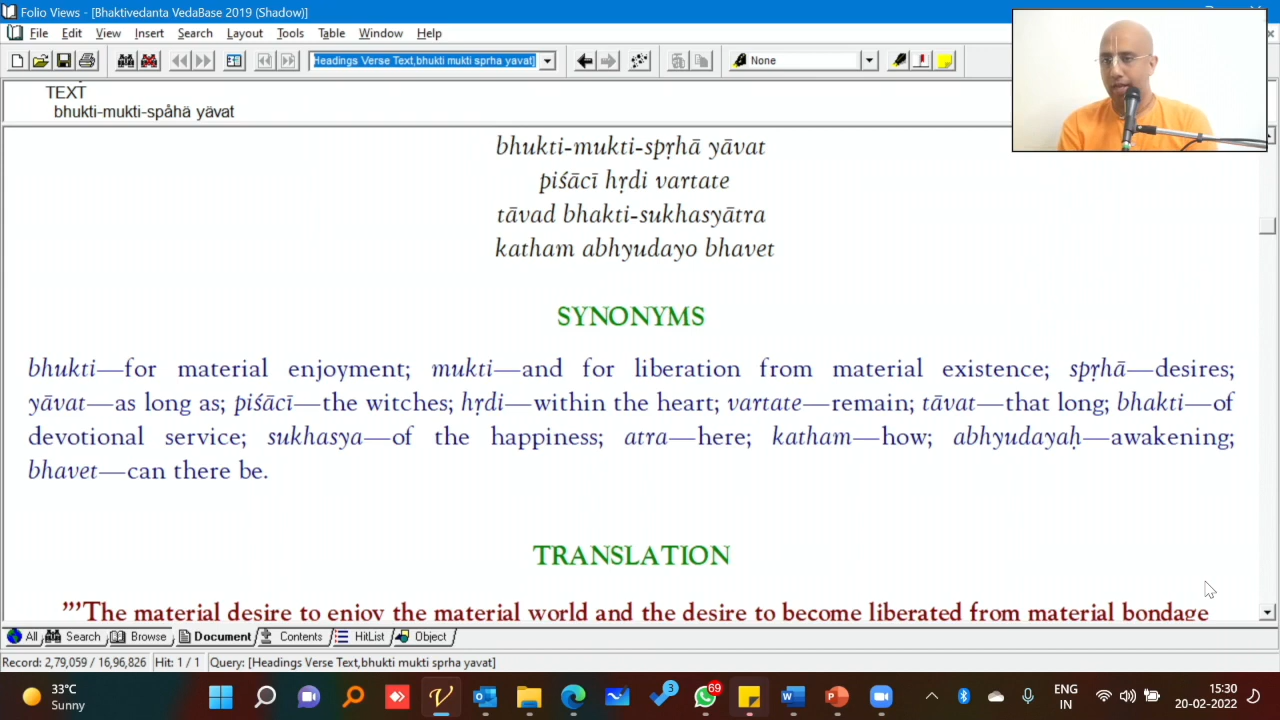 Folio Views - [Bhaktivedanta VedaBase 2019 (Shadow)]
File Edit View Insert Search Layout Tools Table Window Help
Headings Verse Text,bhukti mukti sprha yavat] None
TEXT
bhukti-mukti-spåhä yävat
bhukti-mukti-spṛhā yāvat
piśācī hṛdi vartate
tāvad bhakti-sukhasyātra
katham abhyudayo bhavet
SYNONYMS
bhukti—for material enjoyment; mukti—and for liberation from material existence; spṛhā—desires;
yāvat—as long as; piśācī—the witches; hṛdi—within the heart; vartate—remain; tāvat—that long; bhakti—of
devotional service; sukhasya—of the happiness; atra—here; katham—how; abhyudayaḥ—awakening;
bhavet—can there be.
TRANSLATION
"'The material desire to enjoy the material world and the desire to become liberated from material bondage
All Search Browse Document Contents HitList Object
Record: 2,79,059 / 16,96,826 Hit: 1 / 1 Query: [Headings Verse Text,bhukti mukti sprha yavat]
33°C
Sunny
3
69
ENG
IN
15:30
20-02-2022